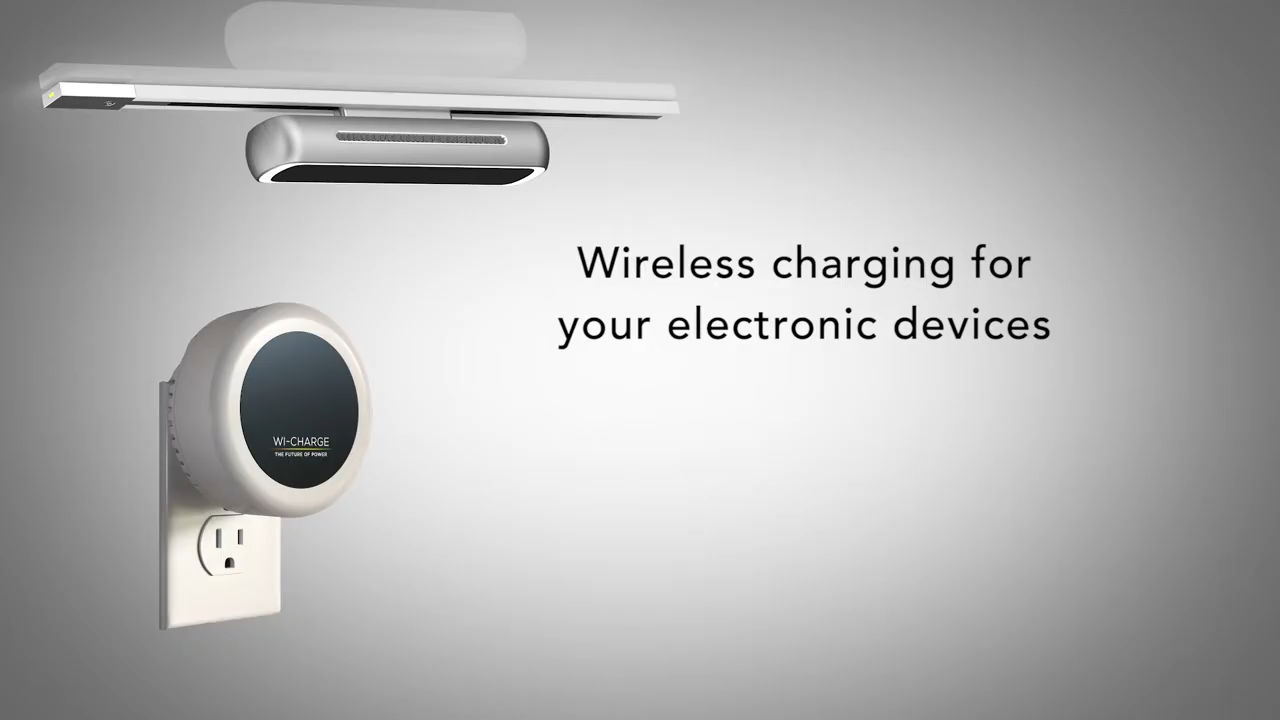 Wireless charging for
your electronic devices
WI-CHARGE
THE FUTURE OF POWER